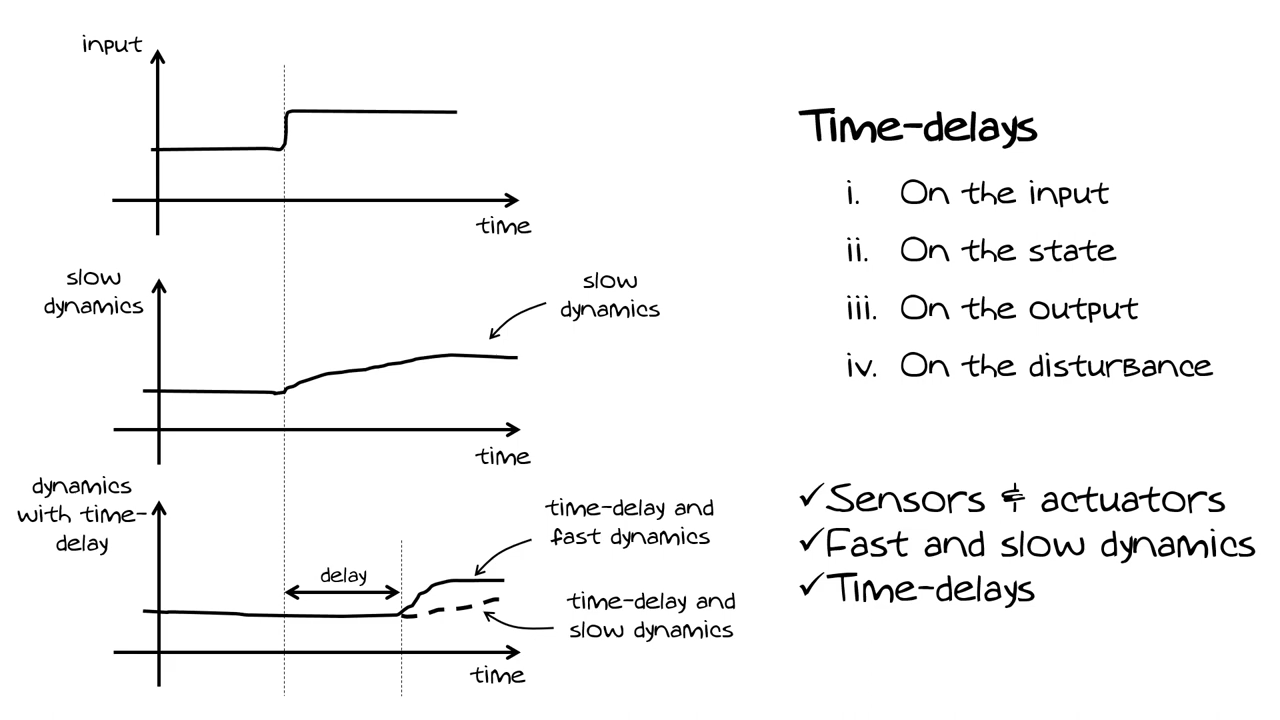 input
time
slow
dynamics
slow
dynamics
time
dynamics
with time-
delay
delay
time-delay and
fast dynamics
time-delay and
slow dynamics
time
Time-delays
i. On the input
ii. On the state
iii. On the output
iv. On the disturbance
✓Sensors & actuators
✓Fast and slow dynamics
✓Time-delays